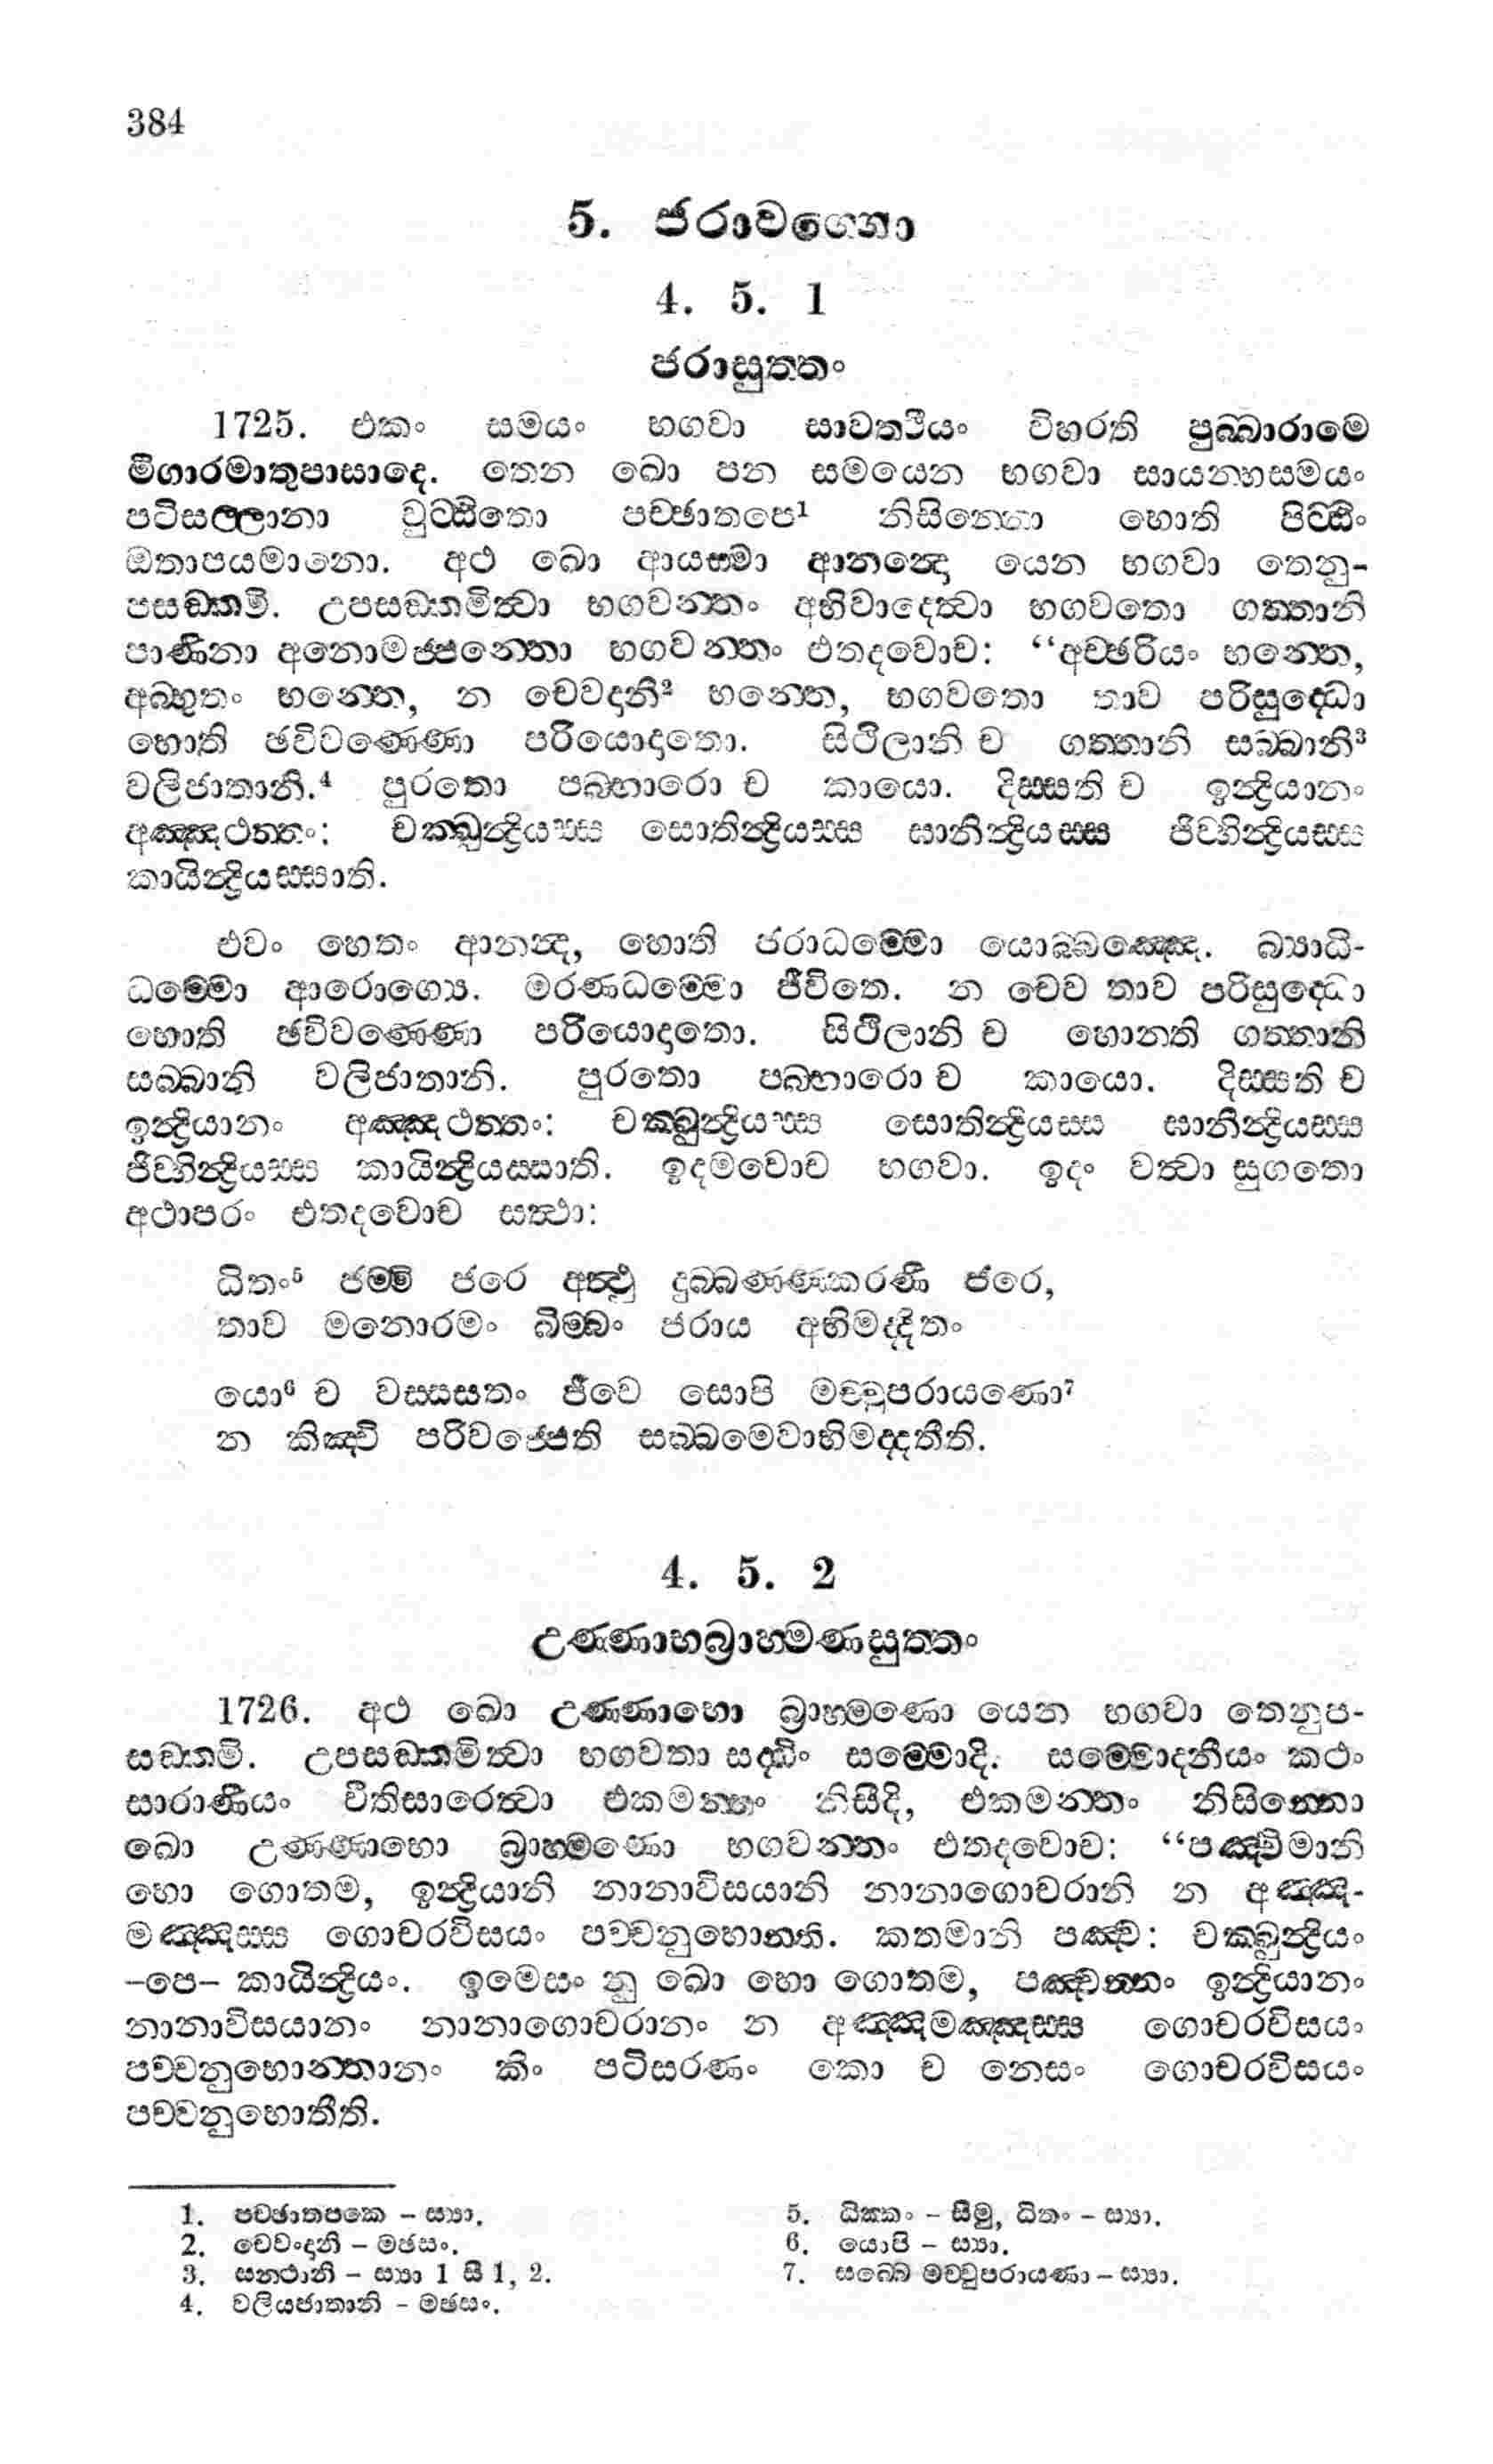 384
5. ජරාවග්ගො
4. 5. 1
ජරාසුත්තං
1725. එකං සමයං භගවා සාවත්ථියං විහරති පුබ්බාරාමෙ
මිගාරමාතුපාසාදෙ. තෙන ඛො පන සමයෙන භගවා සායන්හසමයං
පටිසල්ලානා වුට්ඨිතො පච්ඡාතපෙ¹ නිසින්නො හොති පිට්ඨිං
ඔතාපයමානො. අථ ඛො ආයස්මා ආනන්දො යෙන භගවා තෙනු-
පසඞ්කමි. උපසඞ්කමිත්වා භගවන්තං අභිවාදෙත්වා භගවතො ගත්තානි
පාණිනා අනොමජ්ජන්තො භගවන්තං එතදවොච: “අච්ඡරියං භන්තෙ,
අබ්භුතං භන්තෙ, න චෙවදානි² භන්තෙ, භගවතො තාව පරිසුද්ධො
හොති ඡවිවණ්ණො පරියොදාතො. සිථිලානි ච ගත්තානි සබ්බානි³
වලිජාතානි.⁴ පුරතො පබ්භාරො ච කායො. දිස්සති ච ඉන්ද්‍රියානං
අඤ්ඤථත්තං: චක්ඛුන්ද්‍රියස්ස සොතින්ද්‍රියස්ස ඝානින්ද්‍රියස්ස ජිව්හින්ද්‍රියස්ස
කායින්ද්‍රියස්සාති.
එවං හෙතං ආනන්ද, හොති ජරාධම්මො යොබ්බඤ්ඤෙ. බ්‍යාධි-
ධම්මො ආරොග්‍යෙ. මරණධම්මො ජීවිතෙ. න චෙව තාව පරිසුද්ධො
හොති ඡවිවණ්ණො පරියොදාතො. සිථිලානි ච හොන්ති ගත්තානි
සබ්බානි වලිජාතානි. පුරතො පබ්භාරො ච කායො. දිස්සති ච
ඉන්ද්‍රියානං අඤ්ඤථත්තං: චක්ඛුන්ද්‍රියස්ස සොතින්ද්‍රියස්ස ඝානින්ද්‍රියස්ස
ජිව්හින්ද්‍රියස්ස කායින්ද්‍රියස්සාති. ඉදමවොච භගවා. ඉදං වත්වා සුගතො
අථාපරං එතදවොච සත්ථා:
ධිතං⁵ ජම්මි ජරෙ අත්ථු දුබ්බණ්ණකරණී ජරෙ,
තාව මනොරමං බිම්බං ජරාය අභිමද්දිතං
යො⁶ ච වස්සසතං ජීවෙ සොපි මච්චුපරායණො⁷
න කිඤ්චි පරිවජ්ජෙති සබ්බමෙවාභිමද්දතීති.
4. 5. 2
උණ්ණාභබ්‍රාහ්මණසුත්තං
1726. අථ ඛො උණ්ණාභො බ්‍රාහ්මණො යෙන භගවා තෙනුප-
සඞ්කමි. උපසඞ්කමිත්වා භගවතා සද්ධිං සම්මොදි. සම්මොදනීයං කථං
සාරාණීයං වීතිසාරෙත්වා එකමන්තං නිසීදි, එකමන්තං නිසින්නො
ඛො උණ්ණාභො බ්‍රාහ්මණො භගවන්තං එතදවොච: “පඤ්චිමානි
භො ගොතම, ඉන්ද්‍රියානි නානාවිසයානි නානාගොචරානි න අඤ්ඤ-
මඤ්ඤස්ස ගොචරවිසයං පච්චනුභොන්ති. කතමානි පඤ්ච: චක්ඛුන්ද්‍රියං
–පෙ– කායින්ද්‍රියං. ඉමෙසං නු ඛො භො ගොතම, පඤ්චන්නං ඉන්ද්‍රියානං
නානාවිසයානං නානාගොචරානං න අඤ්ඤමඤ්ඤස්ස ගොචරවිසයං
පච්චනුභොන්තානං කිං පටිසරණං කො ච නෙසං ගොචරවිසයං
පච්චනුභොතීති.
1. පච්ඡාතපකෙ – ස්‍යා.
2. චෙවංදානි – මඡසං.
3. සන්ථානි – ස්‍යා 1 සී 1, 2.
4. වලියජාතානි – මඡසං.
5. ධික්කං – සීමු, ධිතං – ස්‍යා.
6. යොපි – ස්‍යා.
7. සබ්බෙ මච්චුපරායණා – ස්‍යා.